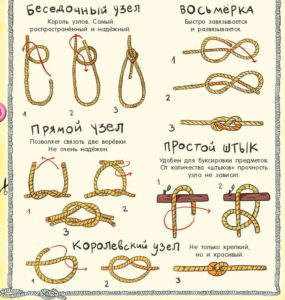 Беседочный узел
Король узлов. Самый
распространённый и надёжный.
1
2
3
Восьмёрка
Быстро завязывается
и развязывается.
1
2
3
Прямой узел
Позволяет связать две верёвки.
Не очень надёжен.
1
2
3
Простой штык
Удобен для буксировки предметов.
От количества «штыков» прочность
узла не зависит.
1
2
Королевский узел
Не только крепкий,
но и красивый.
1
2
3